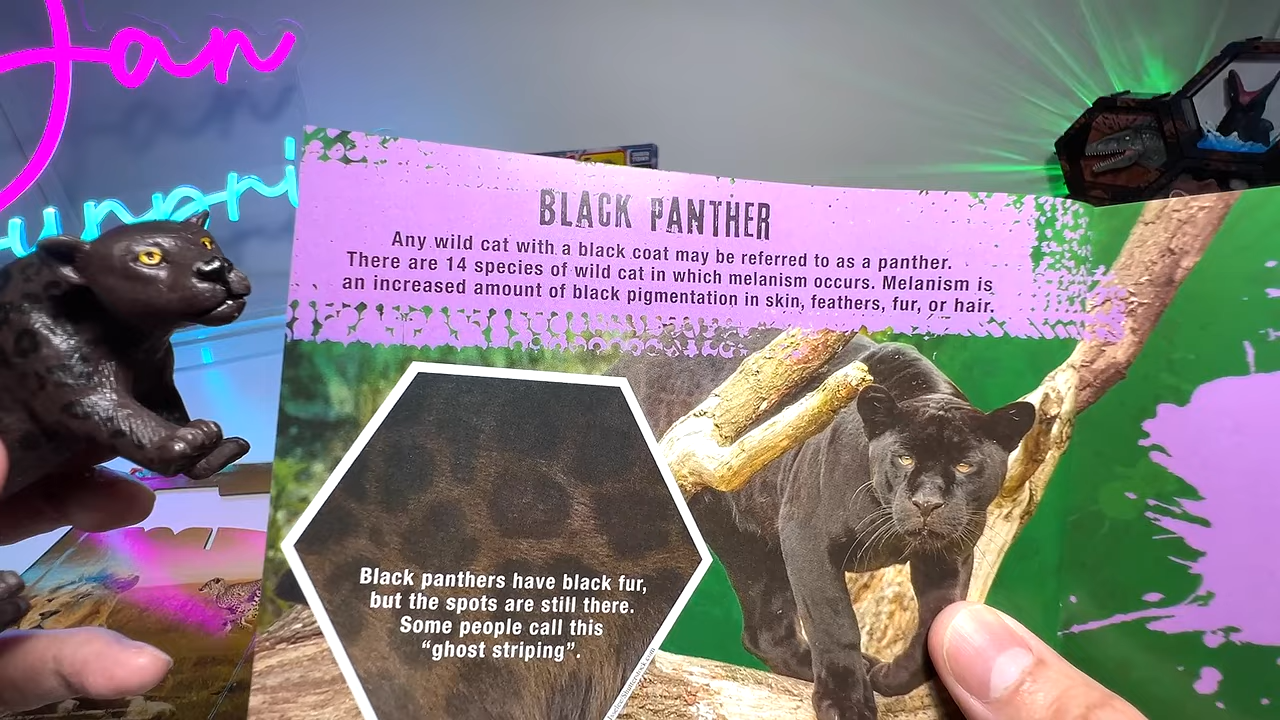 Jan
Surpri
BLACK PANTHER
Any wild cat with a black coat may be referred to as a panther.
There are 14 species of wild cat in which melanism occurs. Melanism is
an increased amount of black pigmentation in skin, feathers, fur, or hair.
Black panthers have black fur,
but the spots are still there.
Some people call this
“ghost striping”.